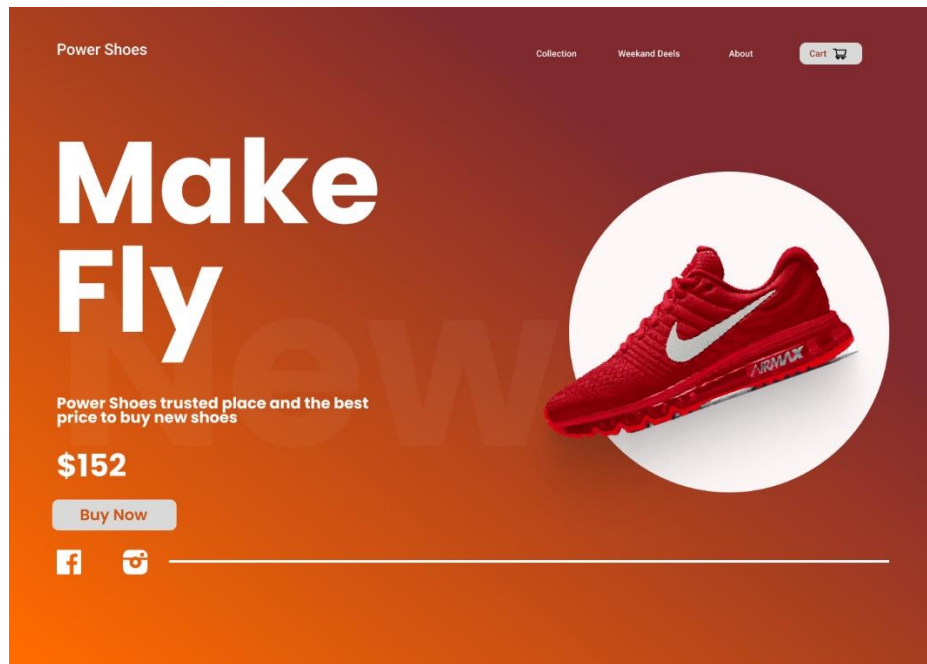 Power Shoes
Collection
Weekand Deels
About
Cart
Make
Fly
New
Power Shoes trusted place and the best
price to buy new shoes
$152
Buy Now
AIRMAX